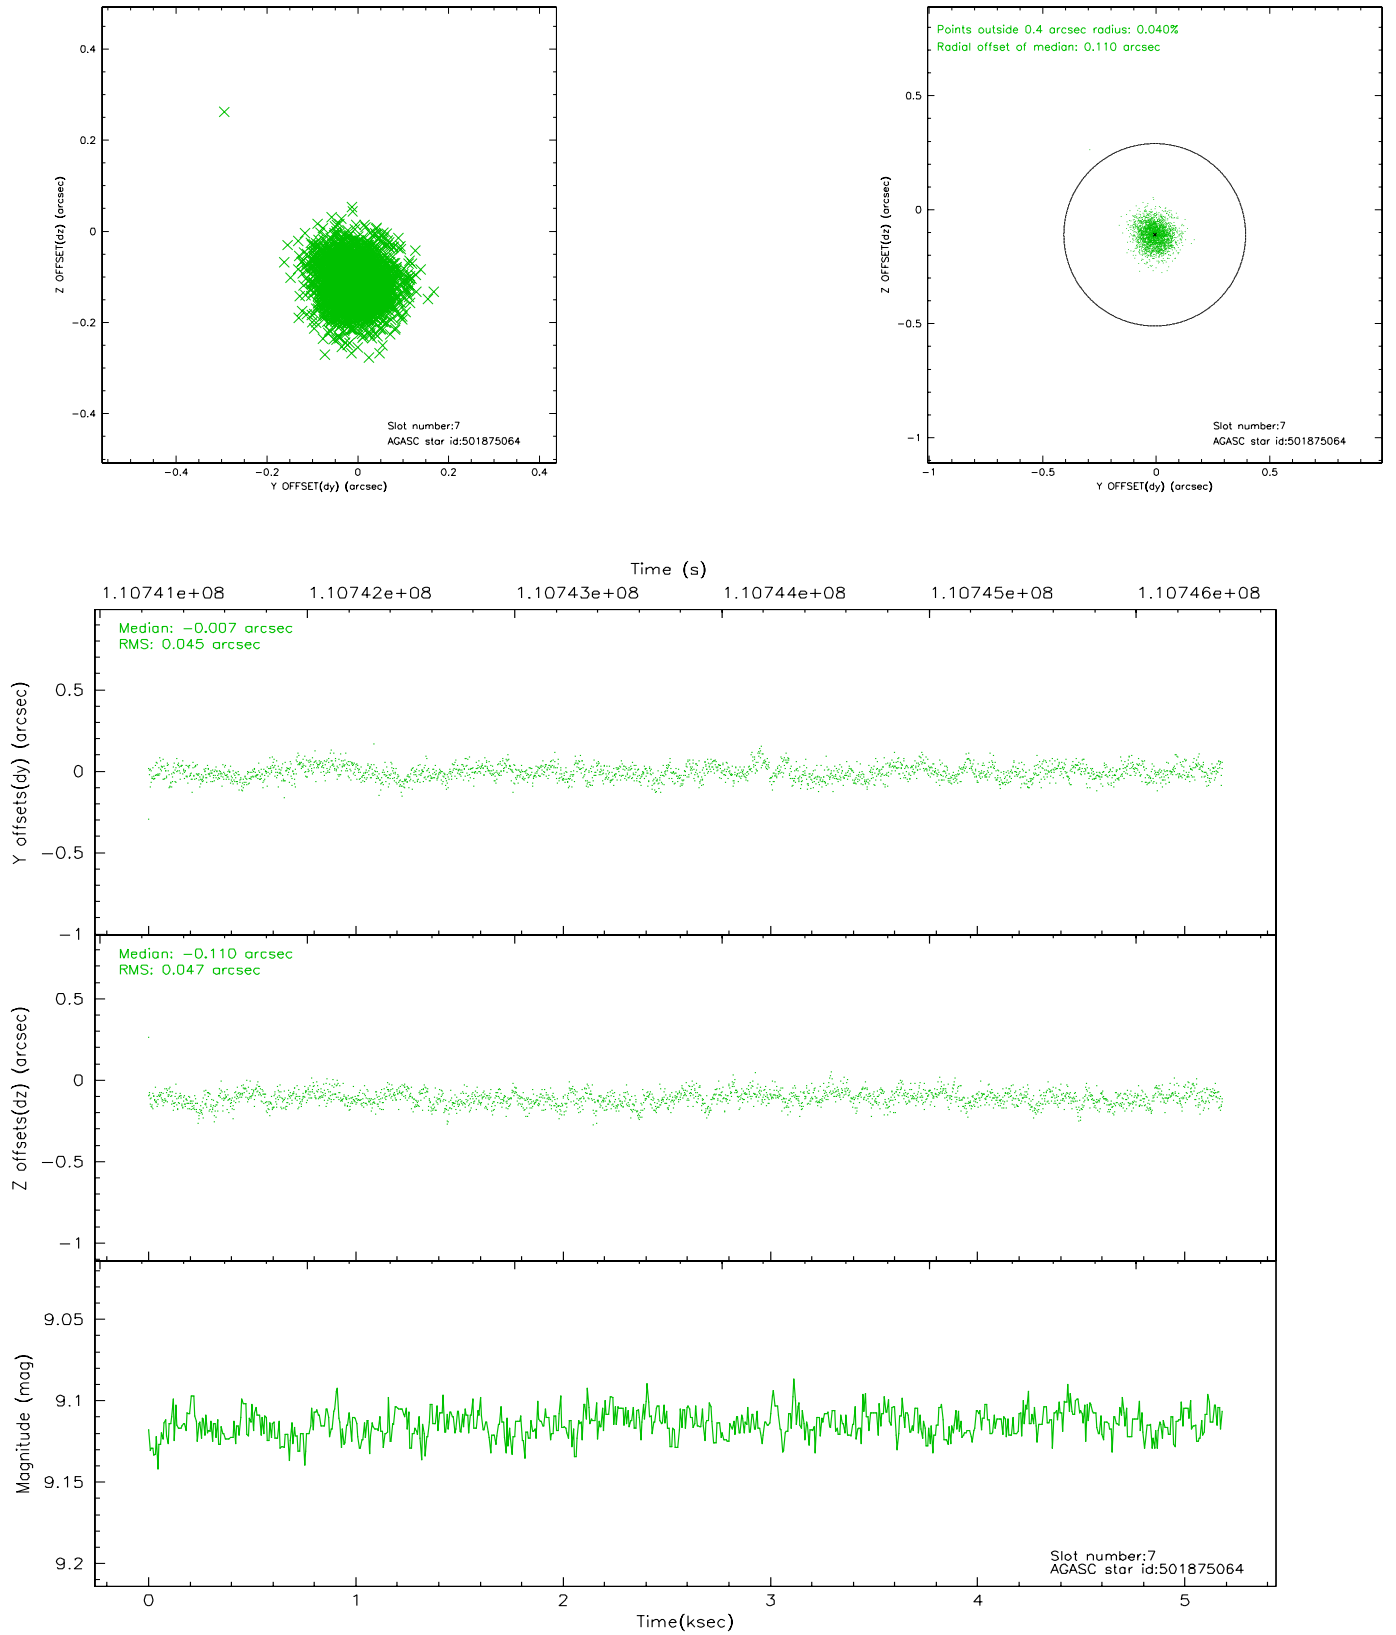 0.4
0.2
0
−0.2
−0.4
Z OFFSET(dz) (arcsec)
−0.4
−0.2
0
0.2
0.4
Y OFFSET(dy) (arcsec)
Slot number:7
AGASC star id:501875064
Points outside 0.4 arcsec radius: 0.040%
Radial offset of median: 0.110 arcsec
0.5
0
−0.5
−1
Z OFFSET(dz) (arcsec)
−1
−0.5
0
0.5
Y OFFSET(dy) (arcsec)
Slot number:7
AGASC star id:501875064
Time (s)
1.10741e+08
1.10742e+08
1.10743e+08
1.10744e+08
1.10745e+08
1.10746e+08
Median: −0.007 arcsec
RMS: 0.045 arcsec
0.5
0
−0.5
−1
Y offsets(dy) (arcsec)
Median: −0.110 arcsec
RMS: 0.047 arcsec
0.5
0
−0.5
−1
Z offsets(dz) (arcsec)
9.05
9.1
9.15
9.2
Magnitude (mag)
Slot number:7
AGASC star id:501875064
0
1
2
3
4
5
Time(ksec)